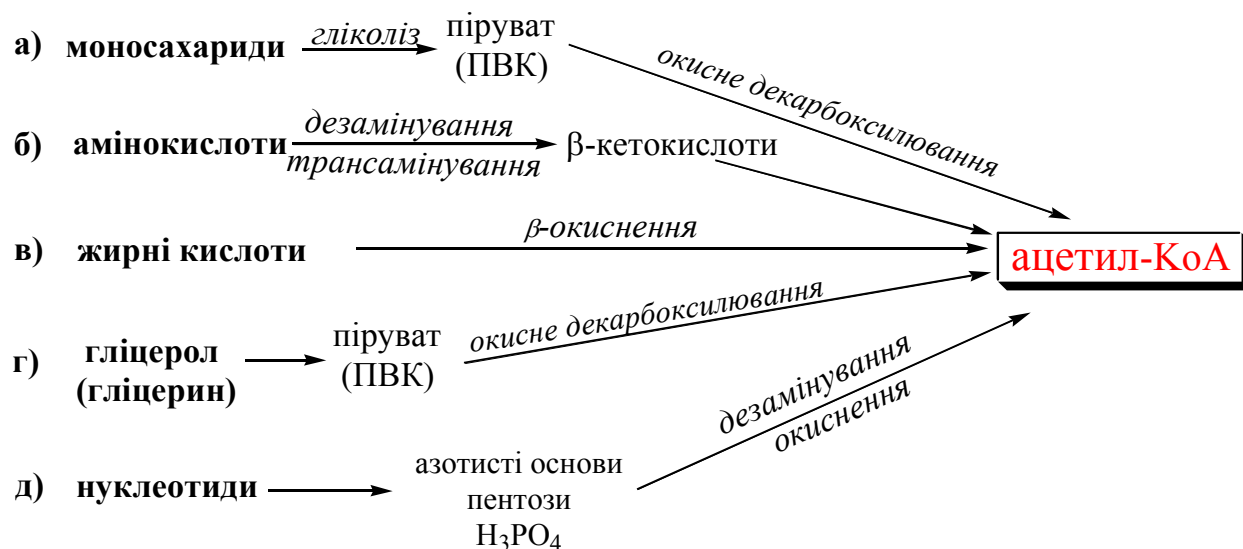 а) моносахариди гліколіз піруват
(ПВК)
окисне декарбоксилювання
б) амінокислоти дезамінування
трансамінування β-кетокислоти
в) жирні кислоти β-окиснення
ацетил-КоА
г) гліцерол
(гліцерин)
піруват
(ПВК)
окисне декарбоксилювання
д) нуклеотиди
азотисті основи
пентози
H3PO4
дезамінування
окиснення